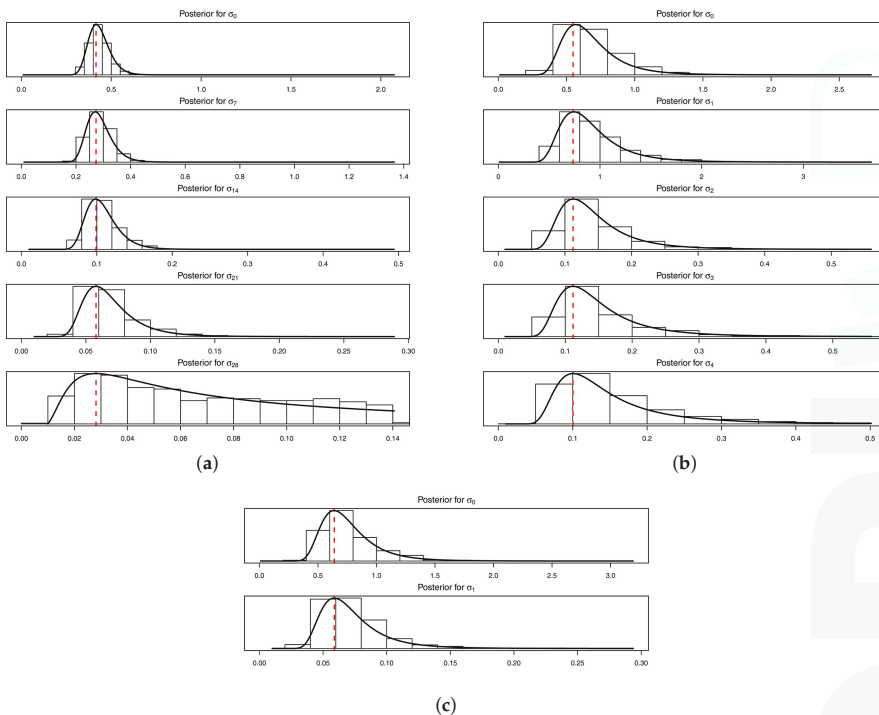 Posterior for σ0
0.0 0.5 1.0 1.5 2.0
Posterior for σ7
0.0 0.2 0.4 0.6 0.8 1.0 1.2 1.4
Posterior for σ14
0.0 0.1 0.2 0.3 0.4 0.5
Posterior for σ21
0.00 0.05 0.10 0.15 0.20 0.25 0.30
Posterior for σ28
0.00 0.02 0.04 0.06 0.08 0.10 0.12 0.14
(a)
Posterior for σ0
0.0 0.5 1.0 1.5 2.0 2.5
Posterior for σ1
0 1 2 3
Posterior for σ2
0.0 0.1 0.2 0.3 0.4 0.5
Posterior for σ3
0.0 0.1 0.2 0.3 0.4 0.5
Posterior for σ4
0.0 0.1 0.2 0.3 0.4 0.5
(b)
Posterior for σ0
0.0 0.5 1.0 1.5 2.0 2.5 3.0
Posterior for σ1
0.00 0.05 0.10 0.15 0.20 0.25 0.30
(c)